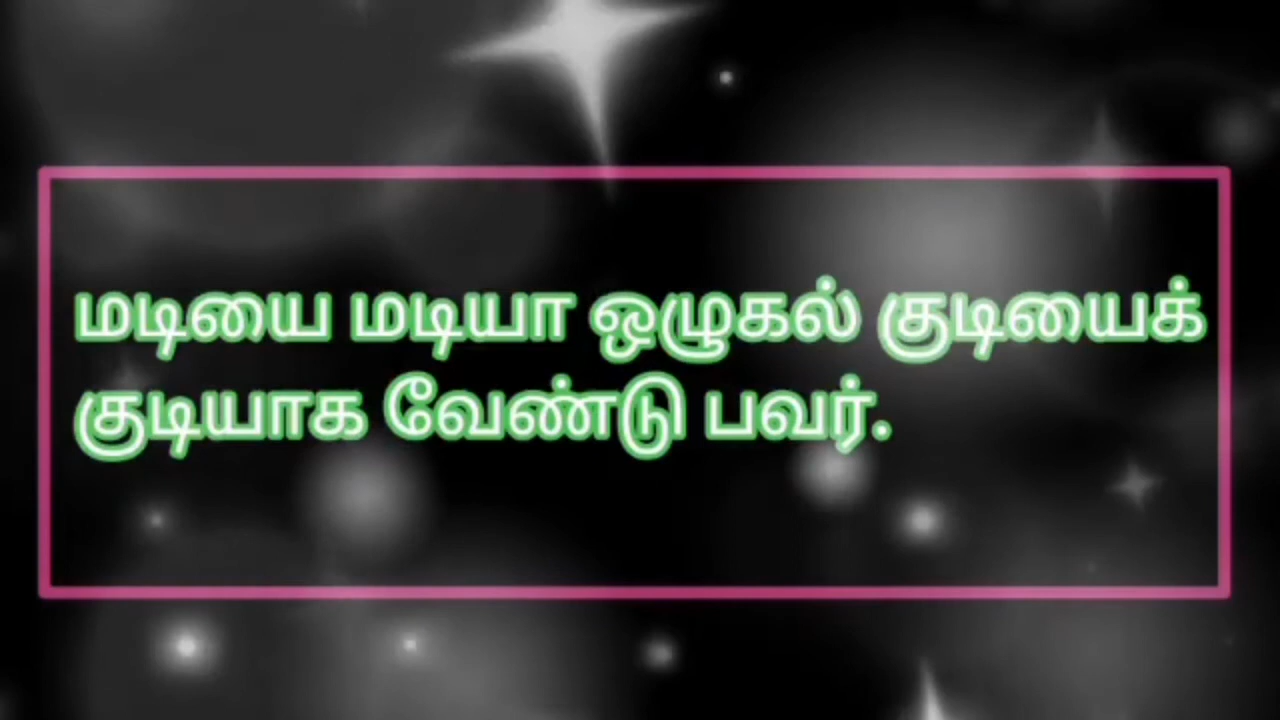 மடியை மடியா ஒழுகல் குடியைக்
குடியாக வேண்டு பவர்.